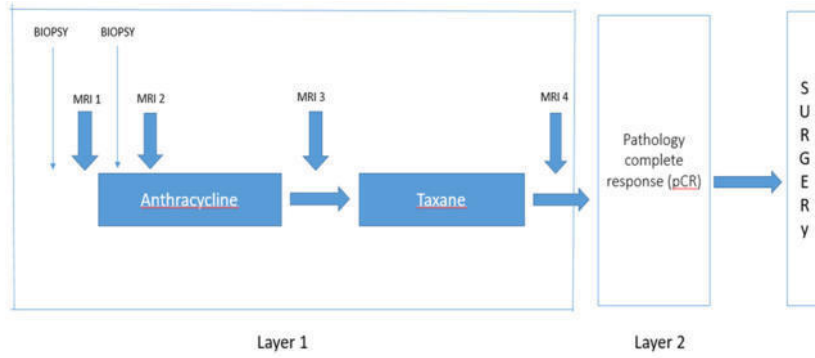 BIOPSY
BIOPSY
MRI 1
MRI 2
MRI 3
MRI 4
Anthracycline
Taxane
Pathology
complete
response (pCR)
S
U
R
G
E
R
y
Layer 1
Layer 2